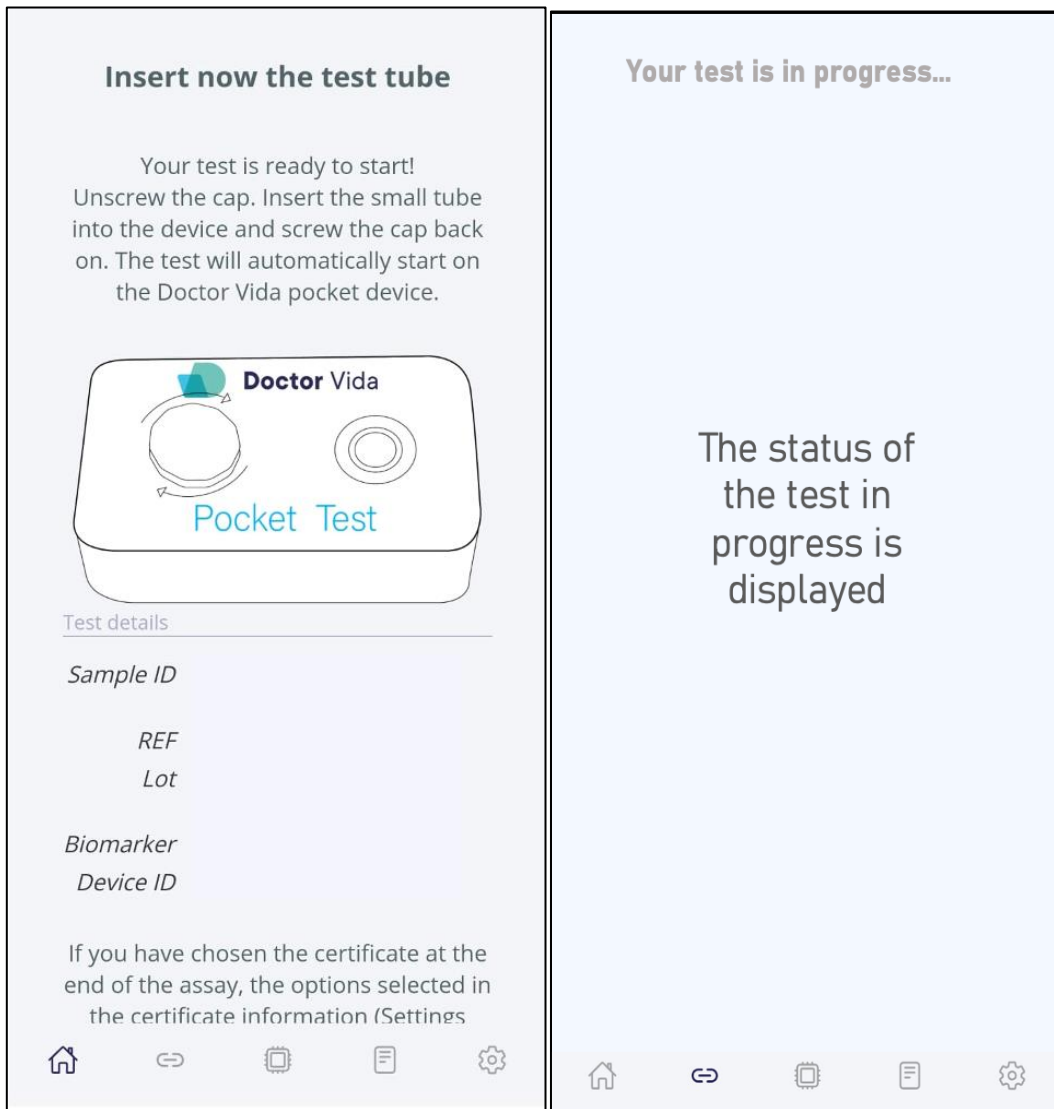 Insert now the test tube
Your test is ready to start!
Unscrew the cap. Insert the small tube
into the device and screw the cap back
on. The test will automatically start on
the Doctor Vida pocket device.
Doctor Vida
Pocket Test
Test details
Sample ID
REF
Lot
Biomarker
Device ID
If you have chosen the certificate at the
end of the assay, the options selected in
the certificate information (Settings
Your test is in progress...
The status of
the test in
progress is
displayed